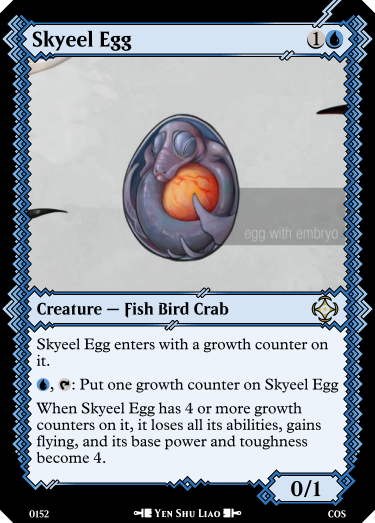 Skyeel Egg 1
egg with embryo
Creature — Fish Bird Crab
Skyeel Egg enters with a growth counter on
it.
, : Put one growth counter on Skyeel Egg
When Skyeel Egg has 4 or more growth
counters on it, it loses all its abilities, gains
flying, and its base power and toughness
become 4.
0/1
0152 Yen Shu Liao COS